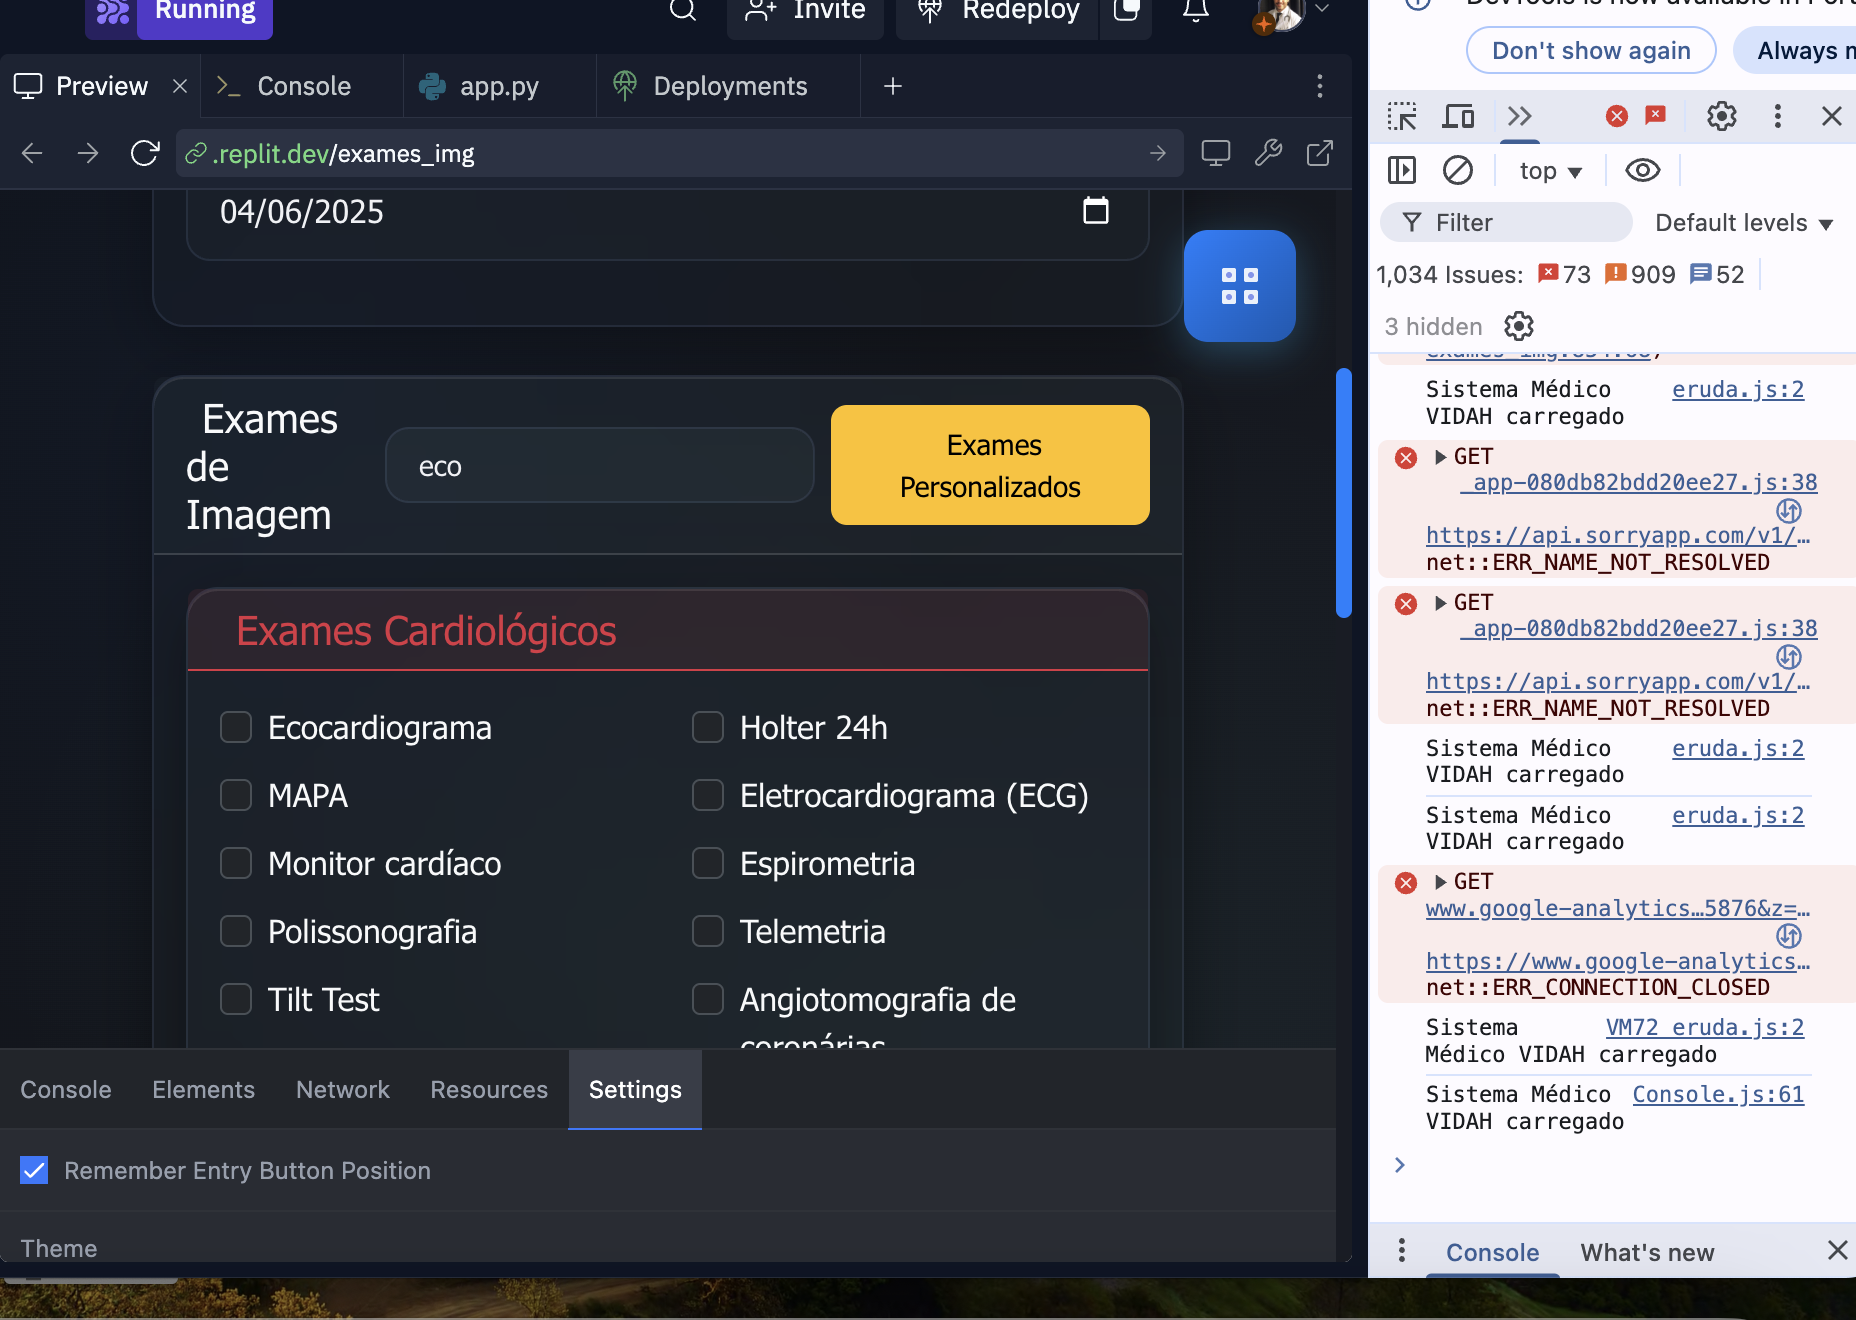 Running
Invite
Redeploy
Preview
Console
app.py
Deployments
.replit.dev/exames_img
04/06/2025
Exames
de
Imagem
eco
Exames
Personalizados
Exames Cardiológicos
Ecocardiograma
Holter 24h
MAPA
Eletrocardiograma (ECG)
Monitor cardíaco
Espirometria
Polissonografia
Telemetria
Tilt Test
Angiotomografia de
coronárias
Console
Elements
Network
Resources
Settings
Remember Entry Button Position
Theme
Don't show again
Always m
top
Filter
Default levels
1,034 Issues: 73 909 52
3 hidden
Sistema Médico eruda.js:2
VIDAH carregado
GET
_app-080db82bdd20ee27.js:38
https://api.sorryapp.com/v1/…
net::ERR_NAME_NOT_RESOLVED
GET
_app-080db82bdd20ee27.js:38
https://api.sorryapp.com/v1/…
net::ERR_NAME_NOT_RESOLVED
Sistema Médico eruda.js:2
VIDAH carregado
Sistema Médico eruda.js:2
VIDAH carregado
GET
www.google-analytics…5876&z=…
https://www.google-analytics…
net::ERR_CONNECTION_CLOSED
Sistema VM72 eruda.js:2
Médico VIDAH carregado
Sistema Médico Console.js:61
VIDAH carregado
Console
What's new